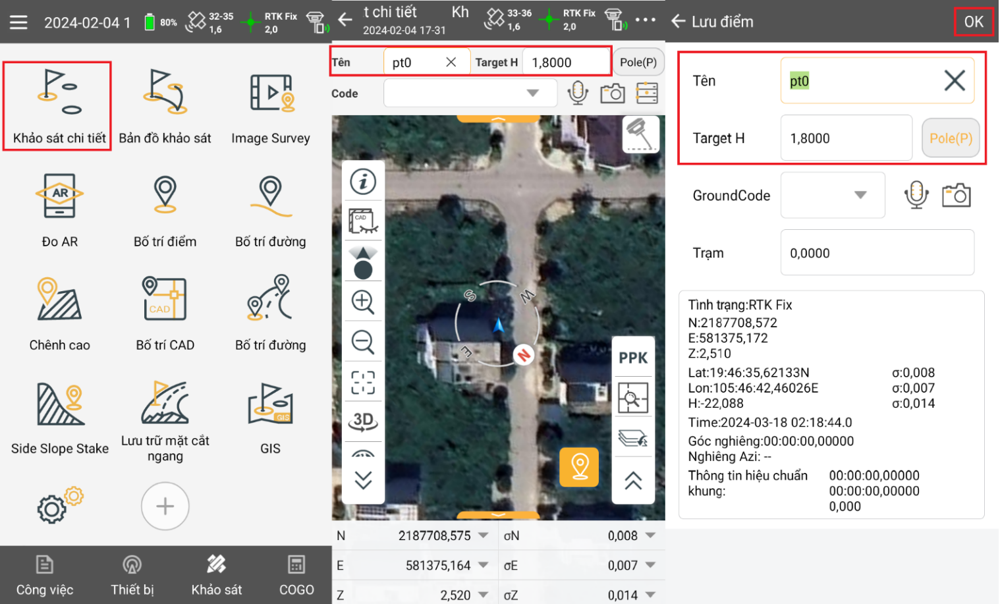 2024-02-04 1
80%
32-35
1,6
RTK Fix
2,0
Khảo sát chi tiết
Bản đồ khảo sát
Image Survey
AR
Đo AR
Bố trí điểm
Bố trí đường
Chênh cao
CAD
Bố trí CAD
Bố trí đường
Side Slope Stake
Lưu trữ mặt cắt
ngang
GIS
GIS
Công việc
Thiết bị
Khảo sát
COGO
t chi tiết
Kh
2024-02-04 17-31
33-36
1,6
RTK Fix
2,0
Tên
pt0
Target H
1,8000
Pole(P)
Code
i
CAD
3D
S
W
E
N
PPK
N
2187708,575
σN
0,008
E
581375,164
σE
0,007
Z
2,520
σZ
0,014
Lưu điểm
OK
Tên
pt0
Target H
1,8000
Pole(P)
GroundCode
Trạm
0,0000
Tình trạng:RTK Fix
N:2187708,572
E:581375,172
Z:2,510
Lat:19:46:35,62133N
σ:0,008
Lon:105:46:42,46026E
σ:0,007
H:-22,088
σ:0,014
Time:2024-03-18 02:18:44.0
Góc nghiêng:00:00:00,00000
Nghiêng Azi: --
Thông tin hiệu chuẩn
00:00:00,00000
khung:
00:00:00,00000
0,000